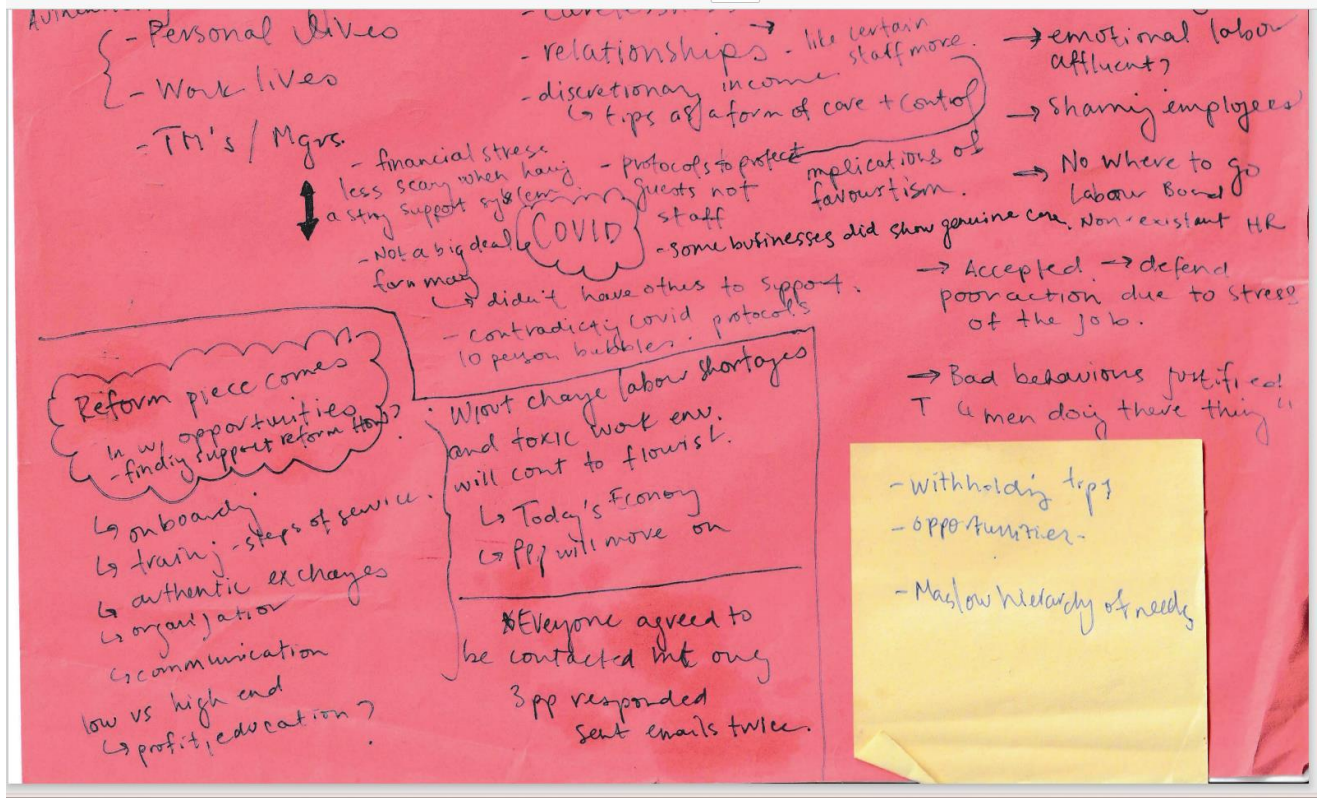 - Personal lives
- Work lives
- TM's / Mgrs.
- relationships → - like certain
staff more.
- discretionary income
↳ tips as a form of care + control
implications of
favouritism.
→ emotional labour
affluent?
→ Sharing employees
→ No where to go
Labour Board
Non-existant HR
→ Accepted → defend
poor action due to stress
of the job.
→ Bad behaviours justified
T "men doing there thing"
- financial stress
less scary when having
a strong support system
- Not a big deal
for many
↳ didn't have others to support.
COVID
- protocols to protect
guests not
staff
- some businesses did show genuine care.
- contradicting covid protocols
10 person bubbles.
Reform piece comes
in w/ opportunities
- finding support reform How?
↳ onboardy
↳ traing - steps of service.
↳ authentic exchanges
↳ organization
↳ communication
low vs high end
↳ profit, education?
W/out change labour shortages
and toxic work env.
will cont to flourish.
↳ Today's Economy
↳ ppl will move on
*Everyone agreed to
be contacted but only
3 pp responded
sent emails twice.
- withholding tips
- opportunities -
- Maslow hierarchy of needs